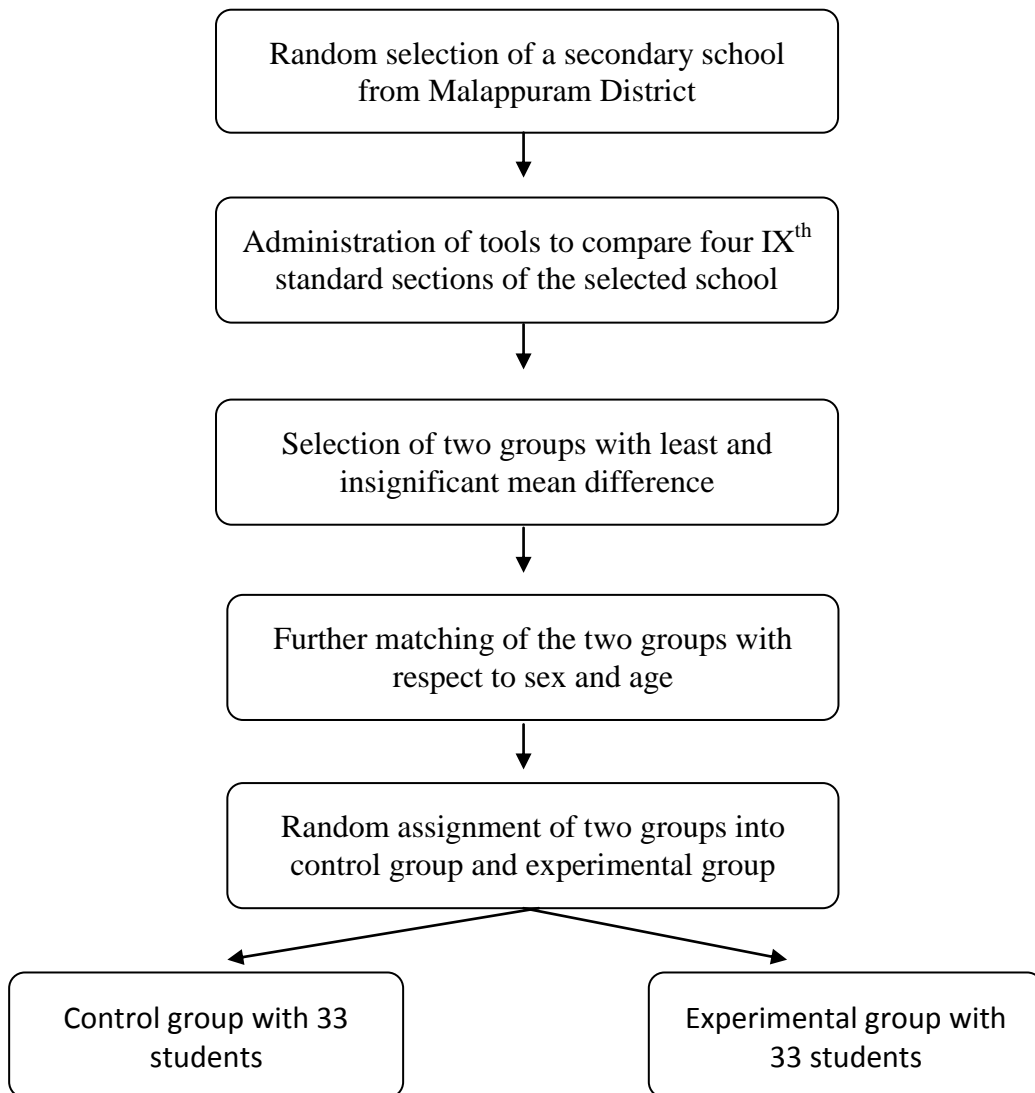 Random selection of a secondary school
from Malappuram District
Administration of tools to compare four IXth
standard sections of the selected school
Selection of two groups with least and
insignificant mean difference
Further matching of the two groups with
respect to sex and age
Random assignment of two groups into
control group and experimental group
Control group with 33
students
Experimental group with
33 students